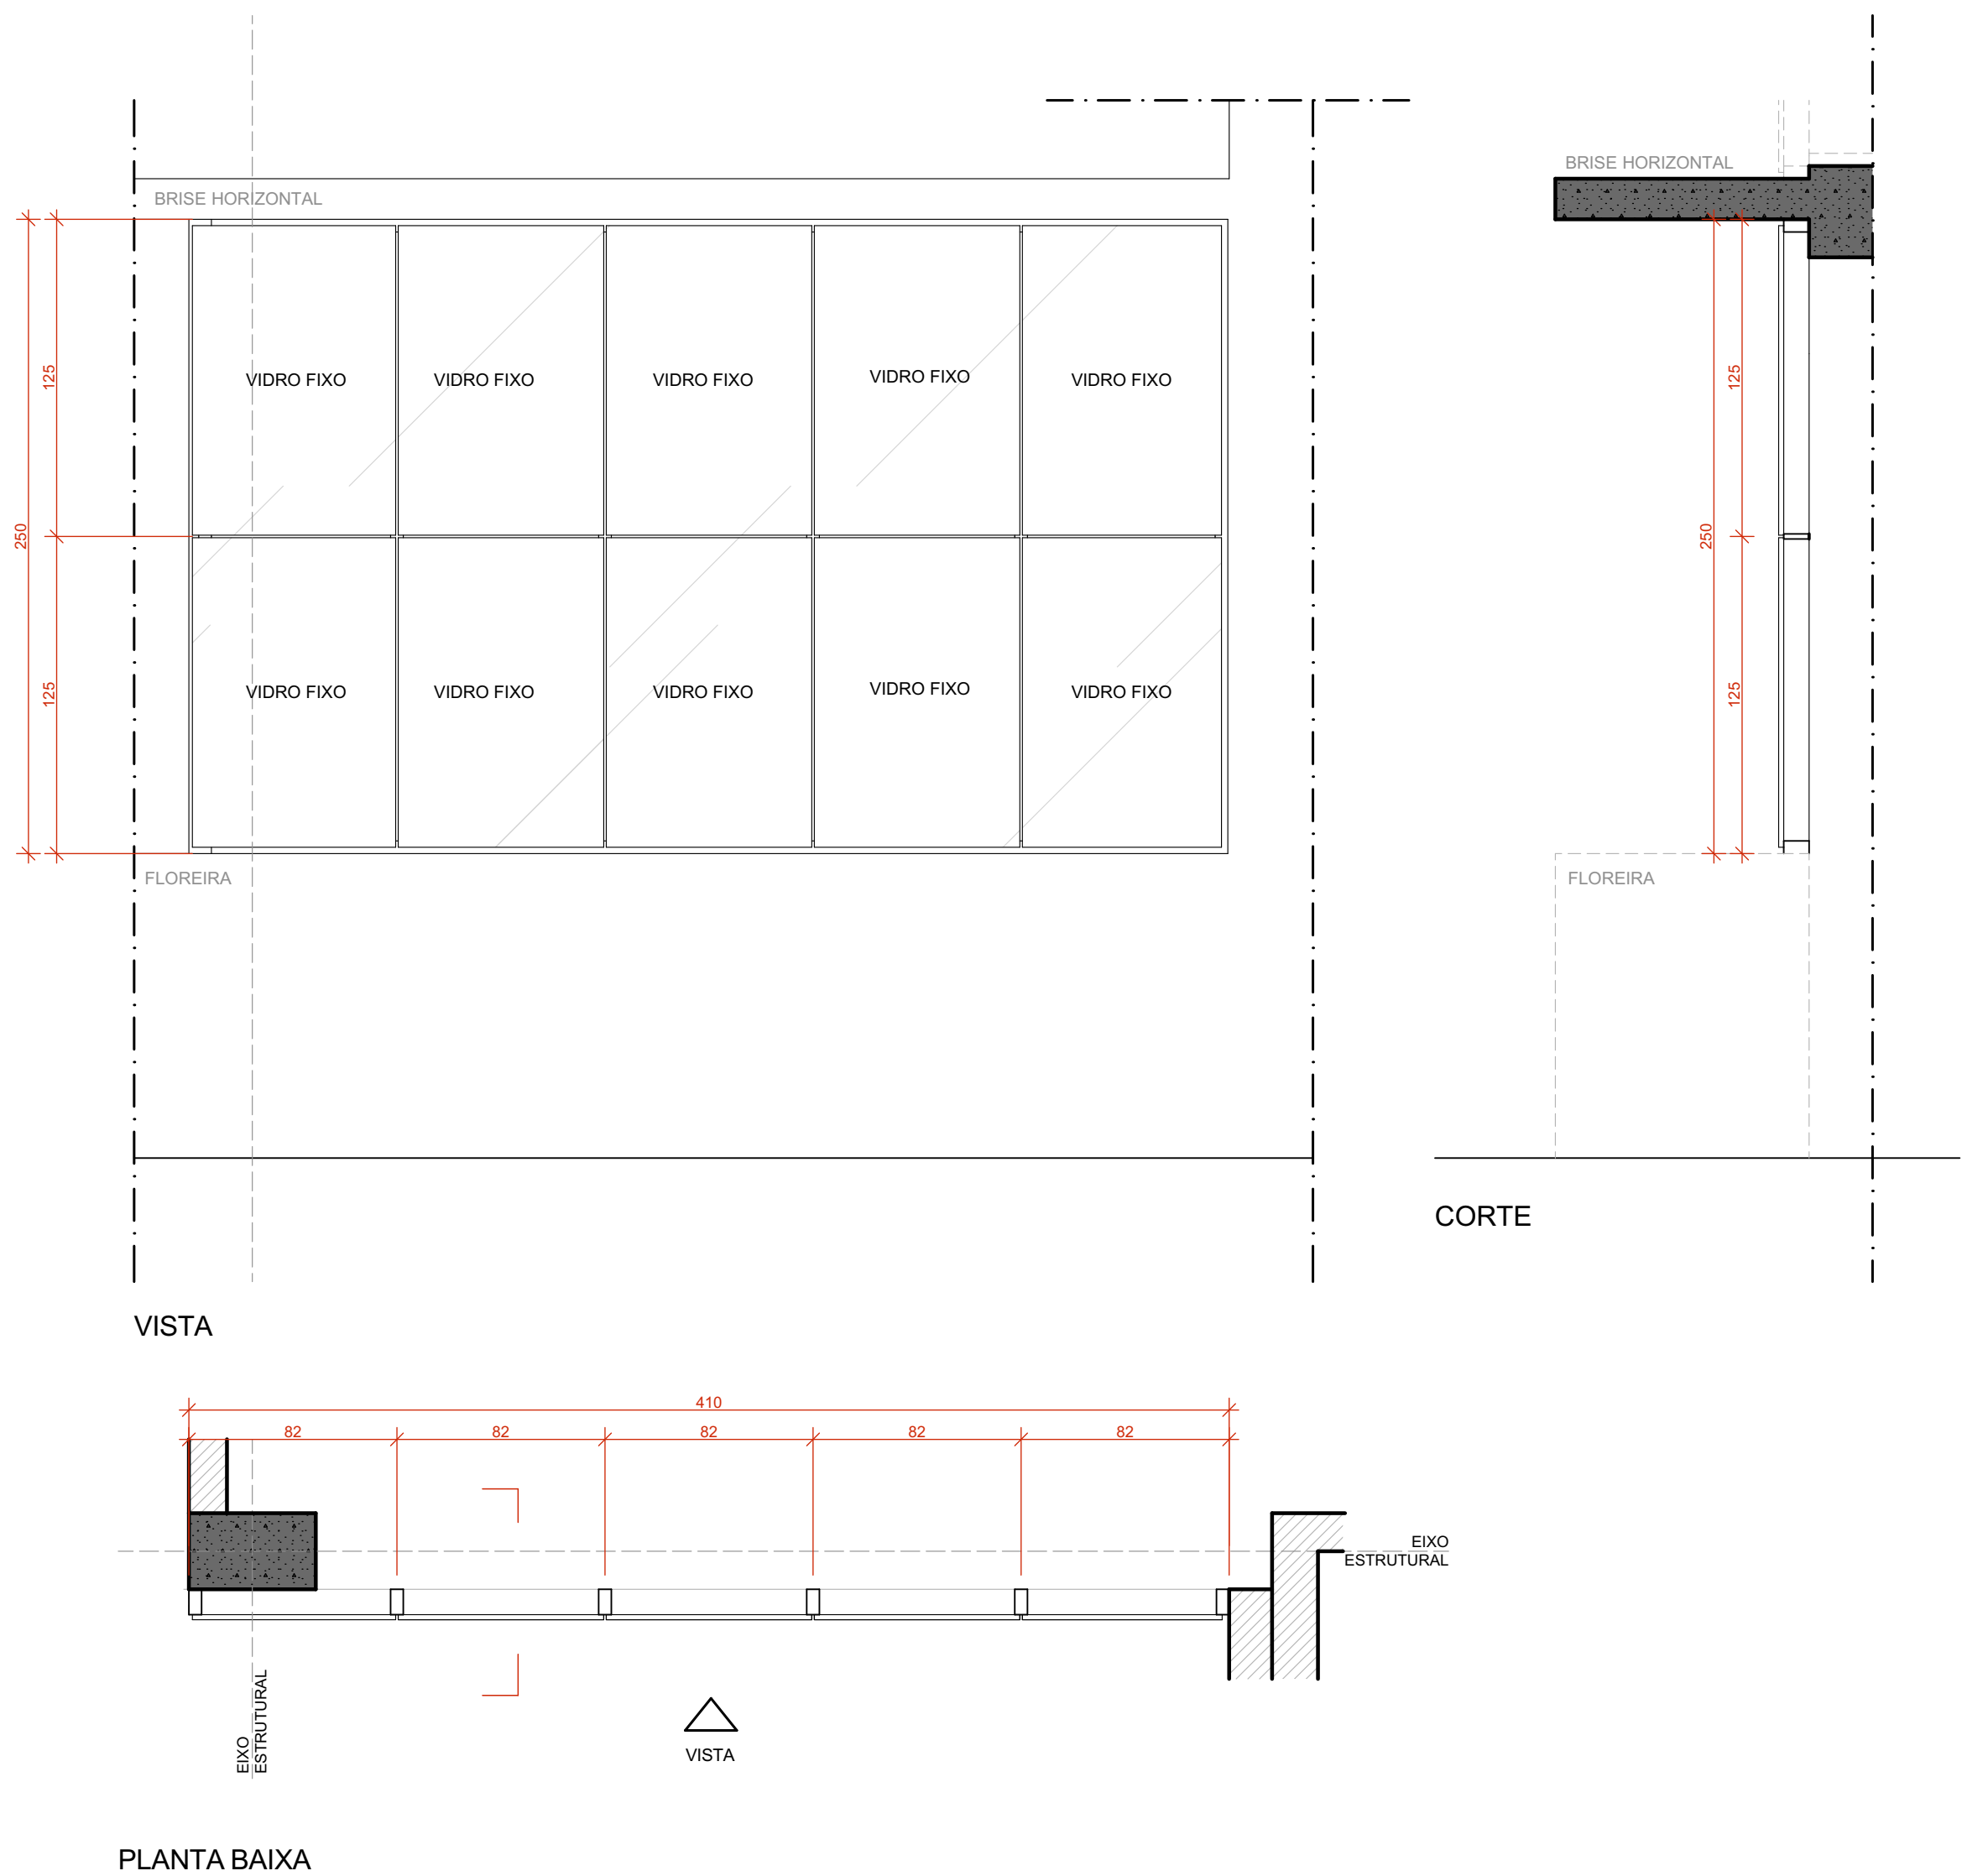 BRISE HORIZONTAL
BRISE HORIZONTAL
125
VIDRO FIXO
VIDRO FIXO
VIDRO FIXO
VIDRO FIXO
VIDRO FIXO
125
250
250
125
VIDRO FIXO
VIDRO FIXO
VIDRO FIXO
VIDRO FIXO
VIDRO FIXO
125
FLOREIRA
FLOREIRA
CORTE
VISTA
410
82
82
82
82
82
EIXO
ESTRUTURAL
EIXO
ESTRUTURAL
VISTA
PLANTA BAIXA